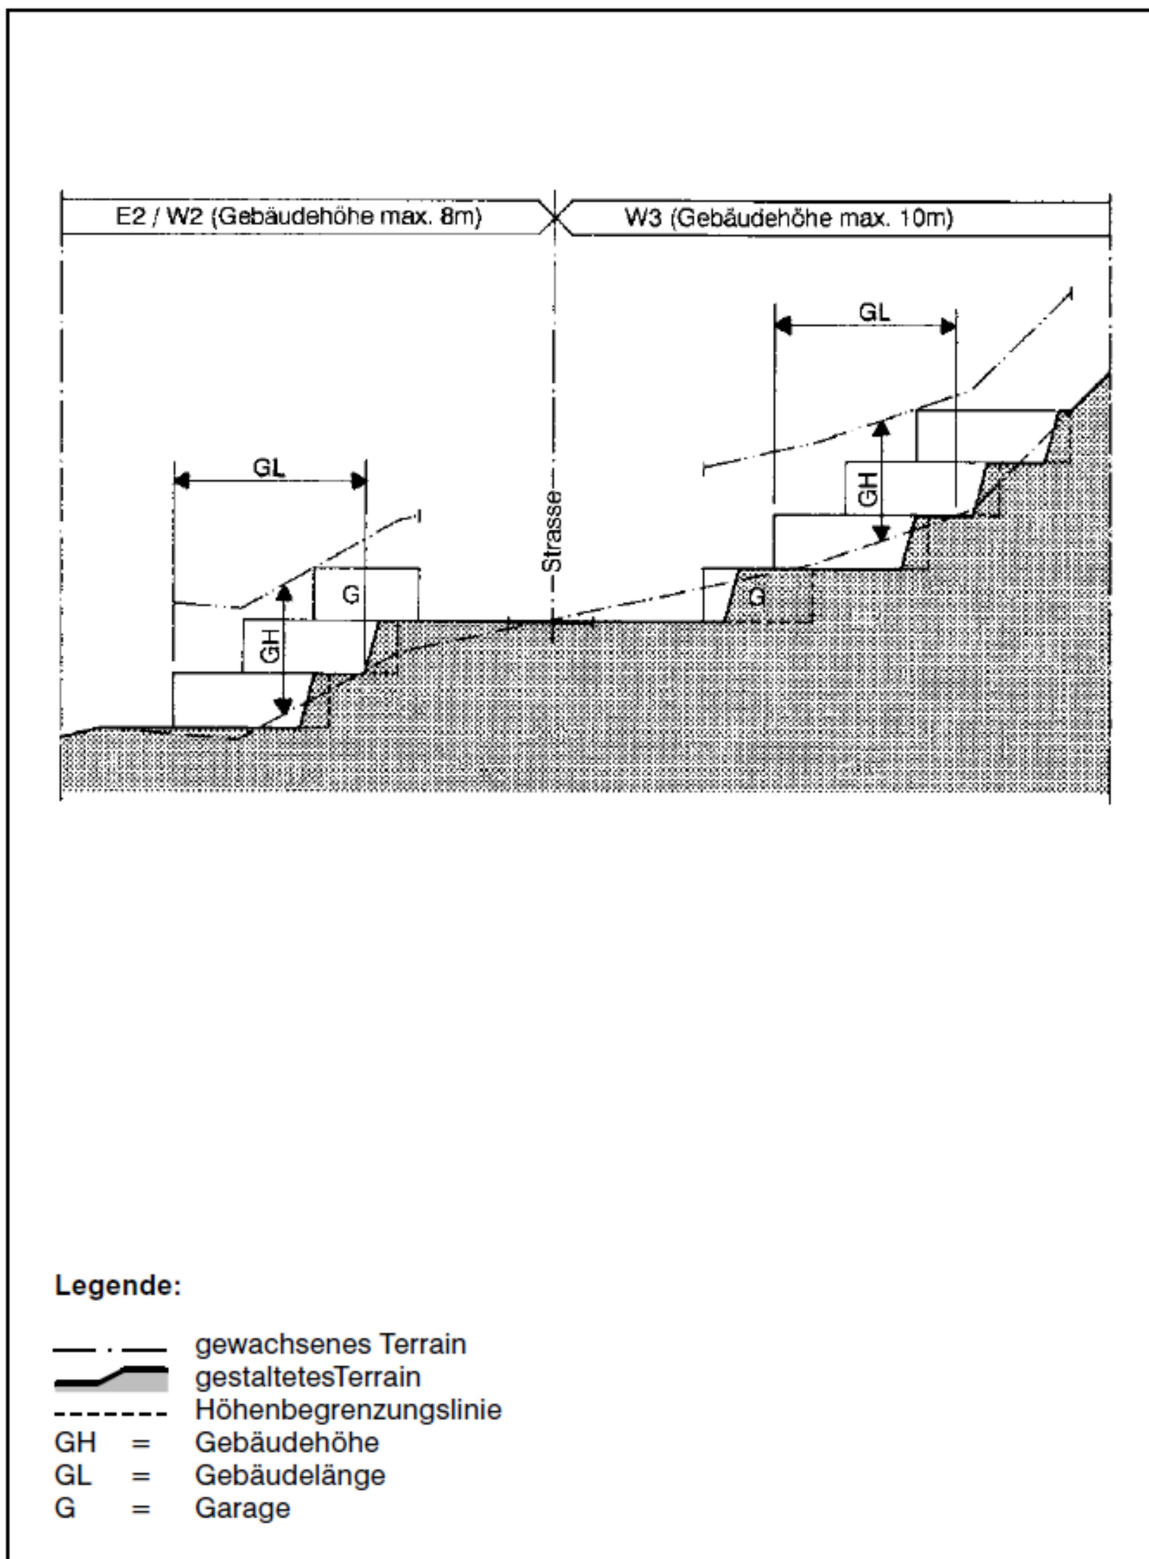 E2 / W2 (Gebäudehöhe max. 8m)
W3 (Gebäudehöhe max. 10m)
GL
GL
GH
Strasse
G
GH
G
Legende:
gewachsenes Terrain
gestaltetesTerrain
Höhenbegrenzungslinie
GH = Gebäudehöhe
GL = Gebäudelänge
G = Garage